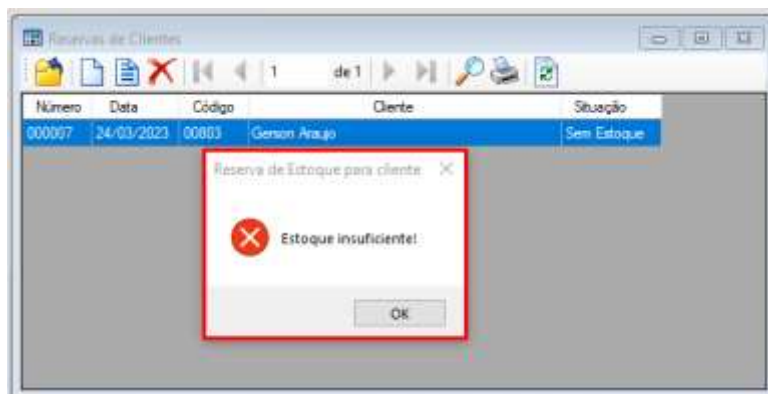 Reservas de Clientes
1 de 1
Número Data Código Cliente Situação
000007 24/03/2023 00803 Gerson Araujo Sem Estoque
Reserva de Estoque para cliente
Estoque insuficiente!
OK